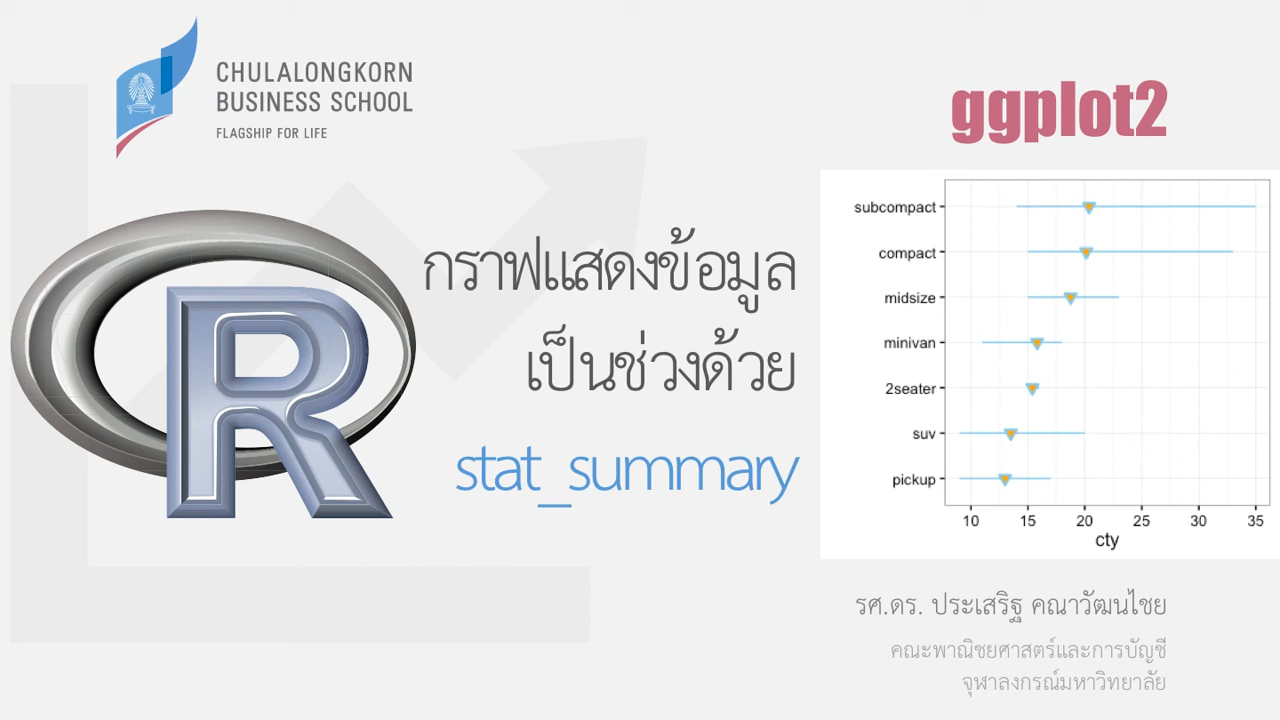 CHULALONGKORN
BUSINESS SCHOOL
FLAGSHIP FOR LIFE
R
กราฟแสดงข้อมูล
เป็นช่วงด้วย
stat_summary
ggplot2
subcompact
compact
midsize
minivan
2seater
suv
pickup
10 15 20 25 30 35
cty
รศ.ดร. ประเสริฐ คณาวัฒนไชย
คณะพาณิชยศาสตร์และการบัญชี
จุฬาลงกรณ์มหาวิทยาลัย